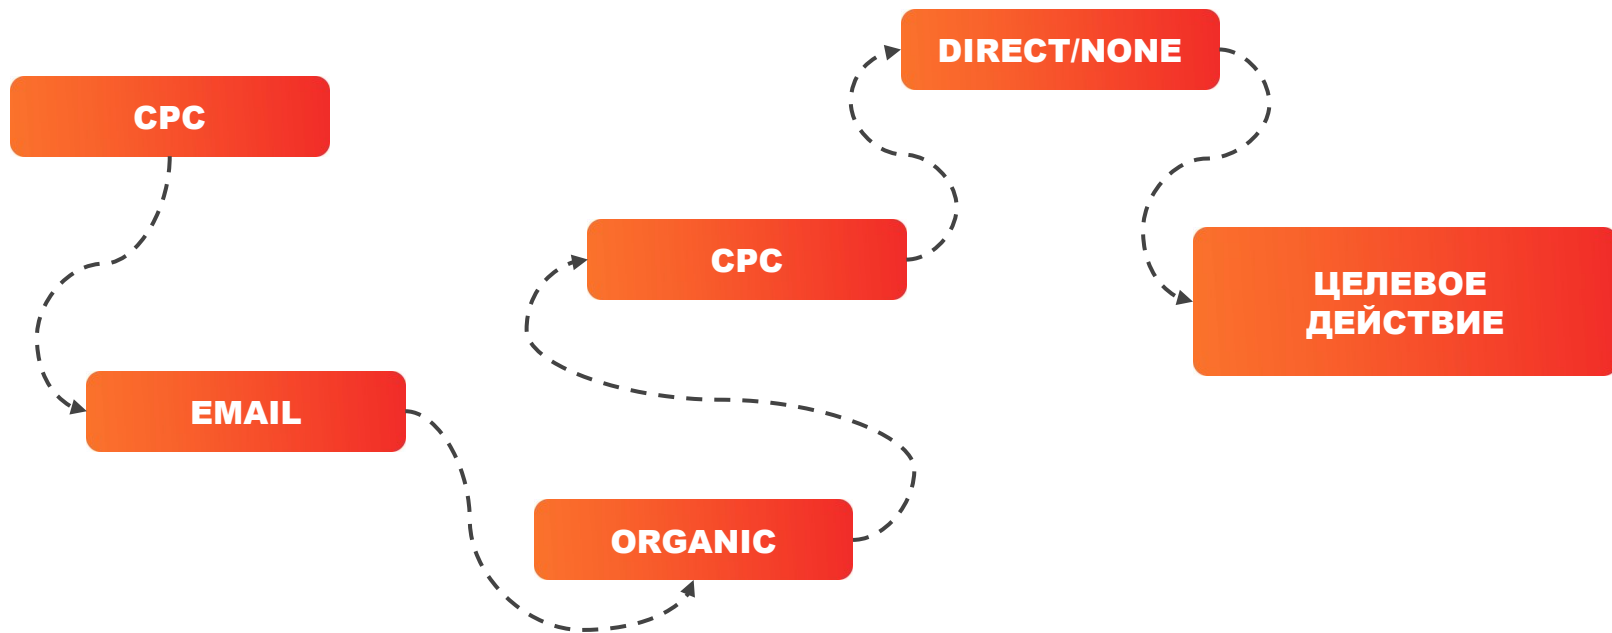 CPC
EMAIL
ORGANIC
CPC
DIRECT/NONE
ЦЕЛЕВОЕ
ДЕЙСТВИЕ